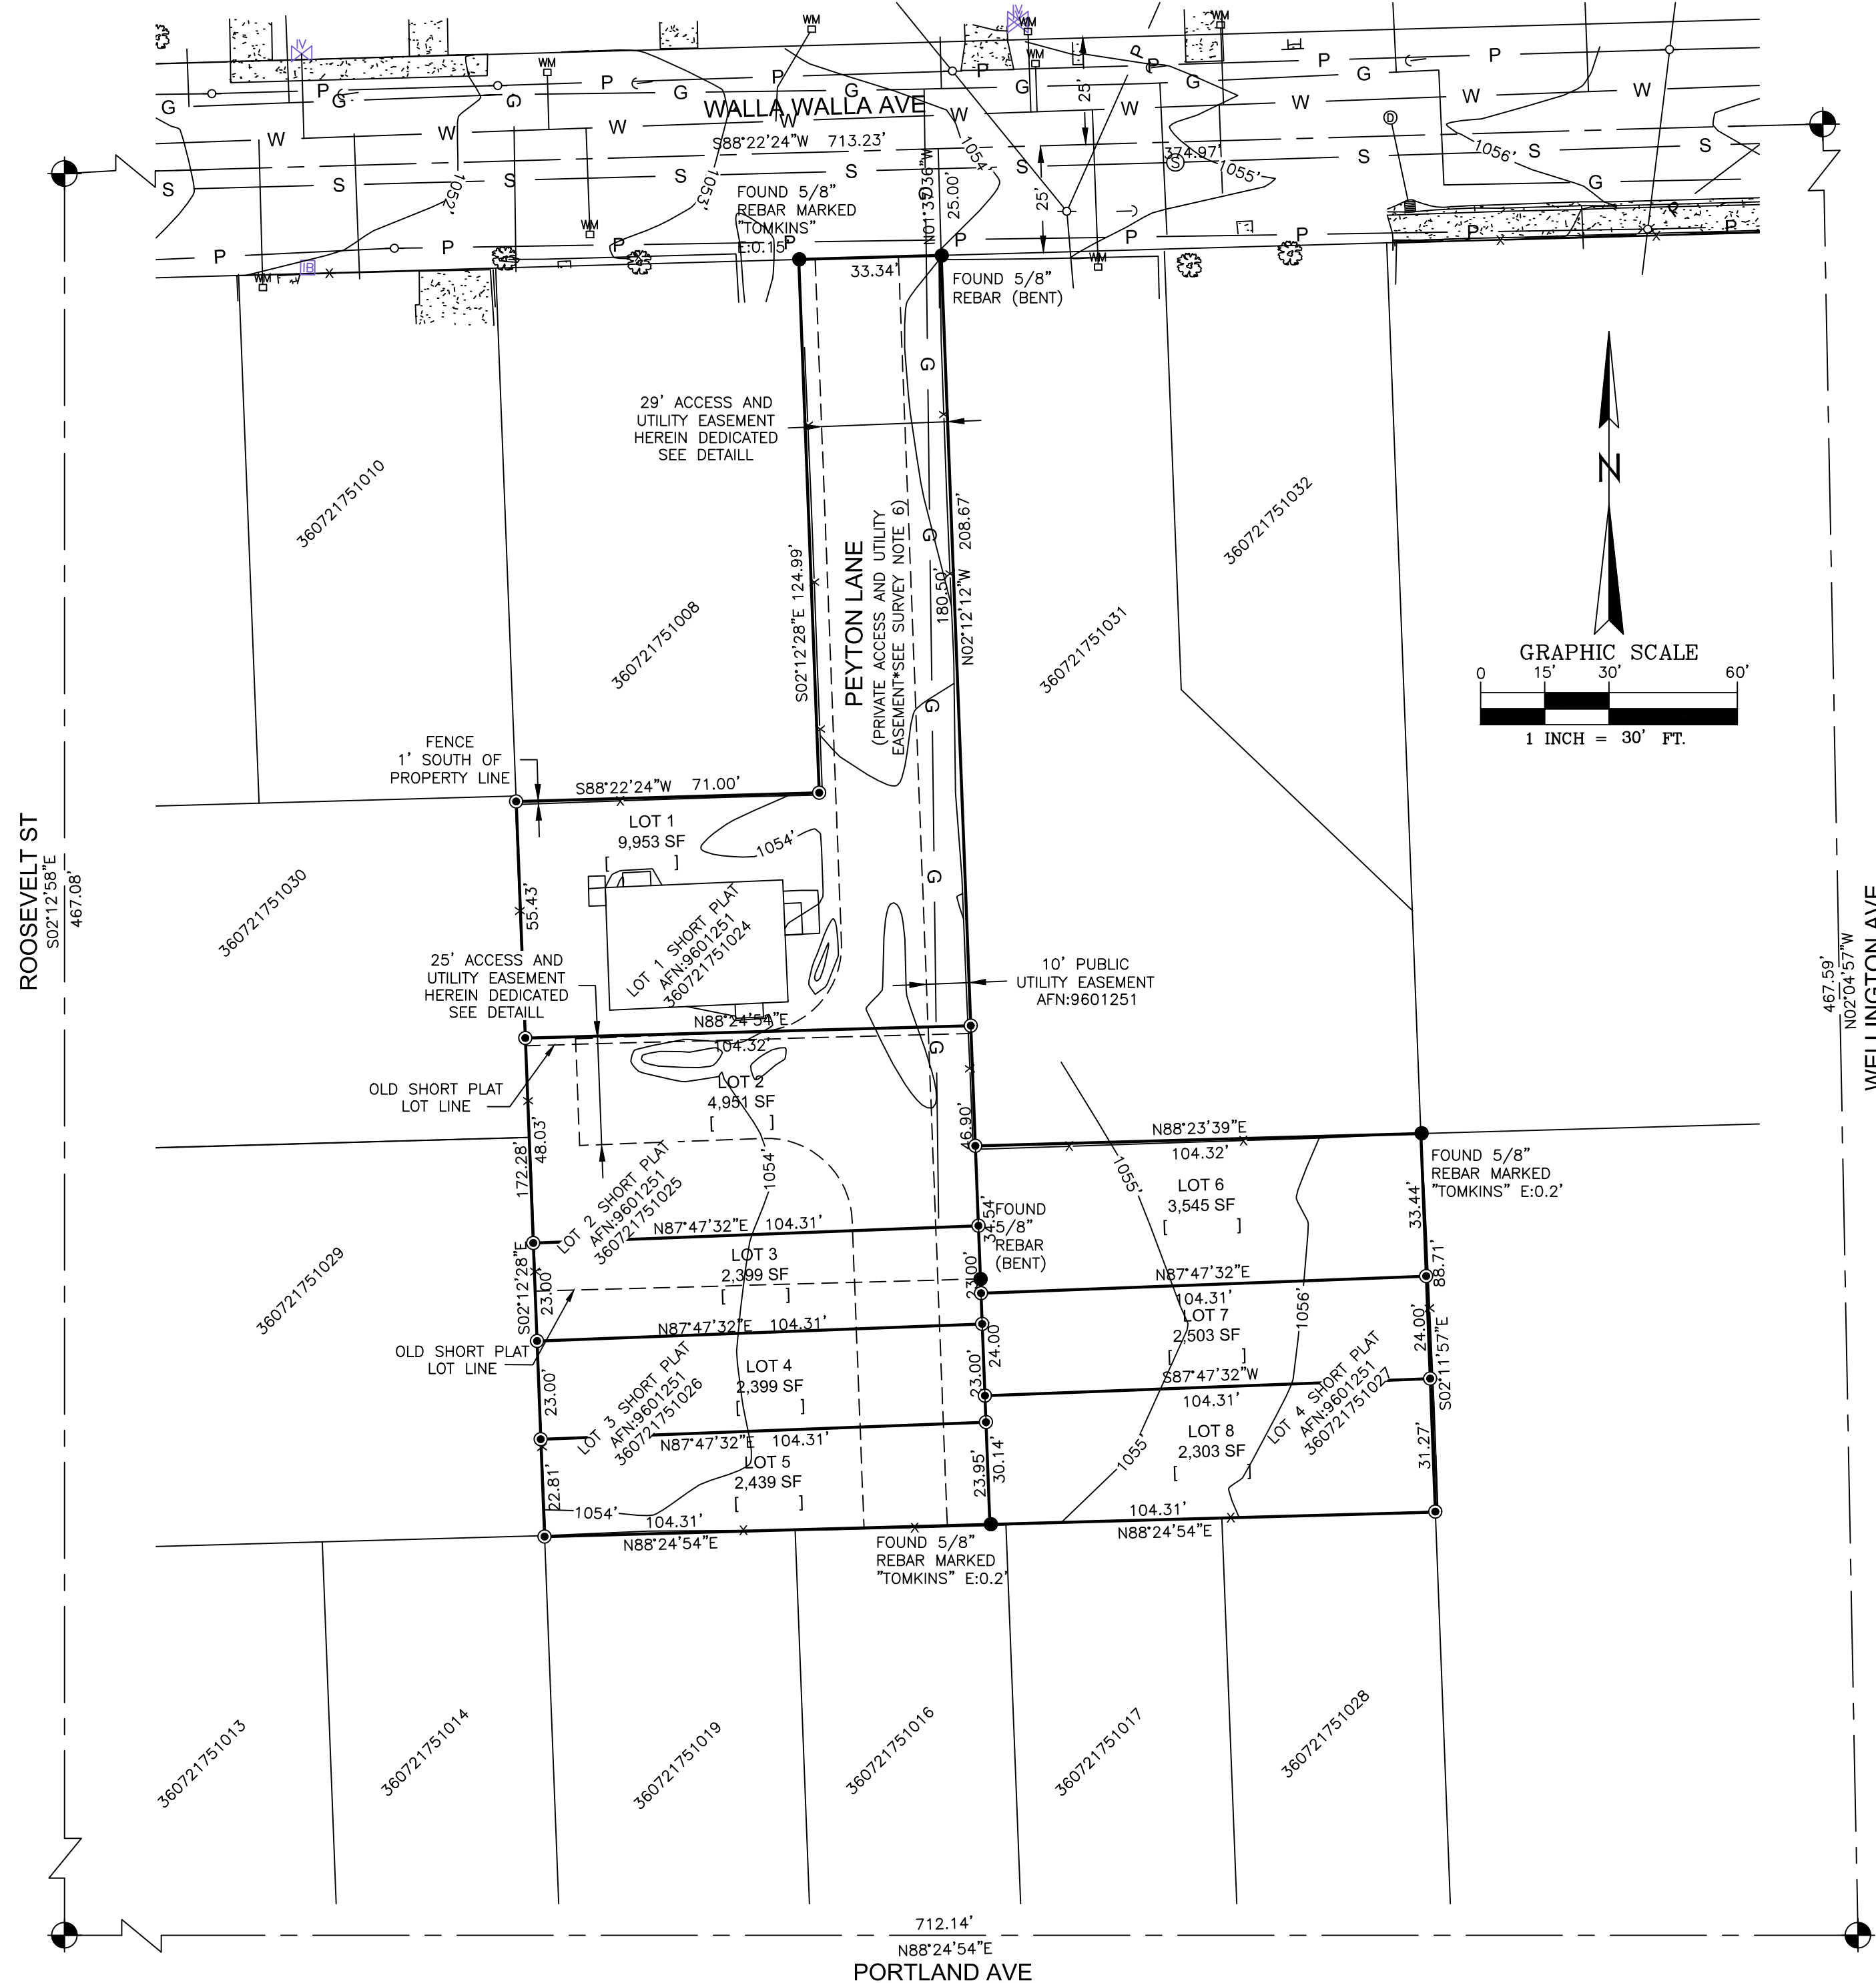 IV
WM
WM
IV
WM
WM
WM
P
P
P
P
P
P
P
G
G
G
G
G
G
G
G
WALLA WALLA AVE
W
W
W
W
W
W
W
W
W
S88°22'24"W 713.23'
374.97'
25'
25'
S
S
S
S
S
S
S
S
S
S
D
G
1052'
1053'
1054'
1055'
1056'
N01°37'36"W
25.00'
G
FOUND 5/8"
REBAR MARKED
"TOMKINS"
E:0.15'
P
P
P
P
P
P
P
P
P
P
WM
WM
WM
IB
33.34'
FOUND 5/8"
REBAR (BENT)
29' ACCESS AND
UTILITY EASEMENT
HEREIN DEDICATED
SEE DETAILL
G
G
G
G
G
360721751010
360721751008
360721751031
360721751032
S02°12'28"E 124.99'
PEYTON LANE
(PRIVATE ACCESS AND UTILITY
EASEMENT*SEE SURVEY NOTE 6)
180.50'
N02°12'12"W 208.67'
N
GRAPHIC SCALE
0 15' 30' 60'
1 INCH = 30' FT.
FENCE
1' SOUTH OF
PROPERTY LINE
S88°22'24"W 71.00'
LOT 1
9,953 SF
[ ]
1054'
ROOSEVELT ST
S02°12'58"E
467.08'
360721751030
55.43'
LOT 1 SHORT PLAT
AFN:9601251
360721751024
25' ACCESS AND
UTILITY EASEMENT
HEREIN DEDICATED
SEE DETAILL
10' PUBLIC
UTILITY EASEMENT
AFN:9601251
467.59'
N02°04'57"W
WELLINGTON AVE
N88°24'54"E
104.32'
OLD SHORT PLAT
LOT LINE
LOT 2
4,951 SF
[ ]
46.90'
N88°23'39"E
104.32'
172.28'
48.03'
1054'
1055'
LOT 6
3,545 SF
[ ]
FOUND 5/8"
REBAR MARKED
"TOMKINS" E:0.2'
LOT 2 SHORT PLAT
AFN:9601251
360721751025
34.54'
FOUND
5/8"
REBAR
(BENT)
33.44'
N87°47'32"E 104.31'
360721751029
S02°12'28"E
23.00'
LOT 3
2,399 SF
[ ]
23.00'
N87°47'32"E
104.31'
88.71'
1056'
LOT 7
2,503 SF
[ ]
24.00
24.00'
S02°11'57"E
OLD SHORT PLAT
LOT LINE
N87°47'32"E 104.31'
LOT 3 SHORT PLAT
AFN:9601251
360721751026
LOT 4
2,399 SF
[ ]
23.00'
23.00'
S87°47'32"W
104.31'
LOT 4 SHORT PLAT
AFN:9601251
360721751027
LOT 8
2,303 SF
[ ]
31.27'
1055'
N87°47'32"E 104.31'
LOT 5
2,439 SF
[ ]
22.81'
23.95'
30.14'
1054'
104.31'
N88°24'54"E
104.31'
N88°24'54"E
FOUND 5/8"
REBAR MARKED
"TOMKINS" E:0.2'
360721751013
360721751014
360721751019
360721751016
360721751017
360721751028
712.14'
N88°24'54"E
PORTLAND AVE